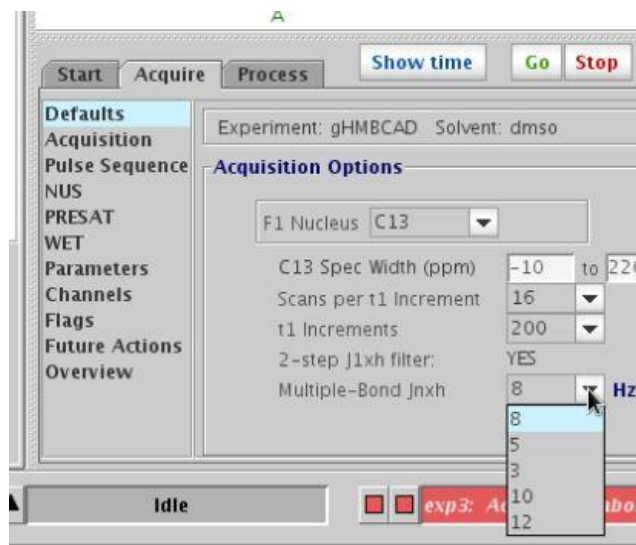 A
Start Acquire Process Show time Go Stop
Defaults
Acquisition
Pulse Sequence
NUS
PRESAT
WET
Parameters
Channels
Flags
Future Actions
Overview
Experiment: gHMBCAD Solvent: dmso
Acquisition Options
F1 Nucleus C13
C13 Spec Width (ppm) -10 to
Scans per t1 Increment 16
t1 Increments 200
2-step J1xh filter: YES
Multiple-Bond Jnxh 8 Hz
8
5
3
10
12
Idle
exp3: